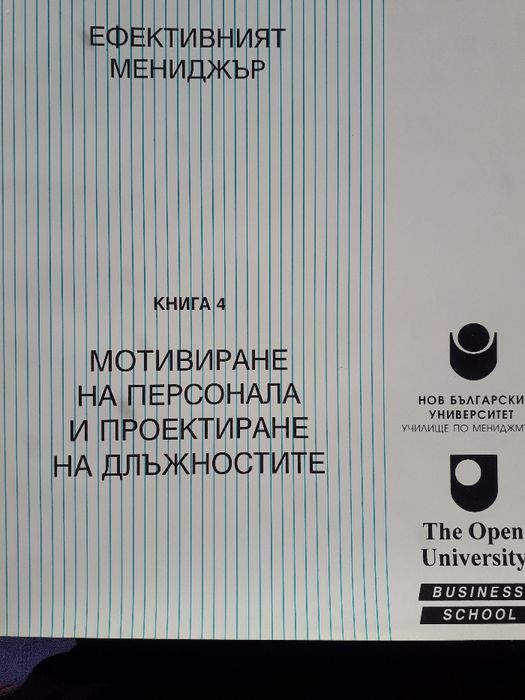 ЕФЕКТИВНИЯТ
МЕНИДЖЪР
КНИГА 4
МОТИВИРАНЕ
НА ПЕРСОНАЛА
И ПРОЕКТИРАНЕ
НА ДЛЪЖНОСТИТЕ
НОВ БЪЛГАРСКИ
УНИВЕРСИТЕТ
УЧИЛИЩЕ ПО
The Open
University
BUSINESS
SCHOOL